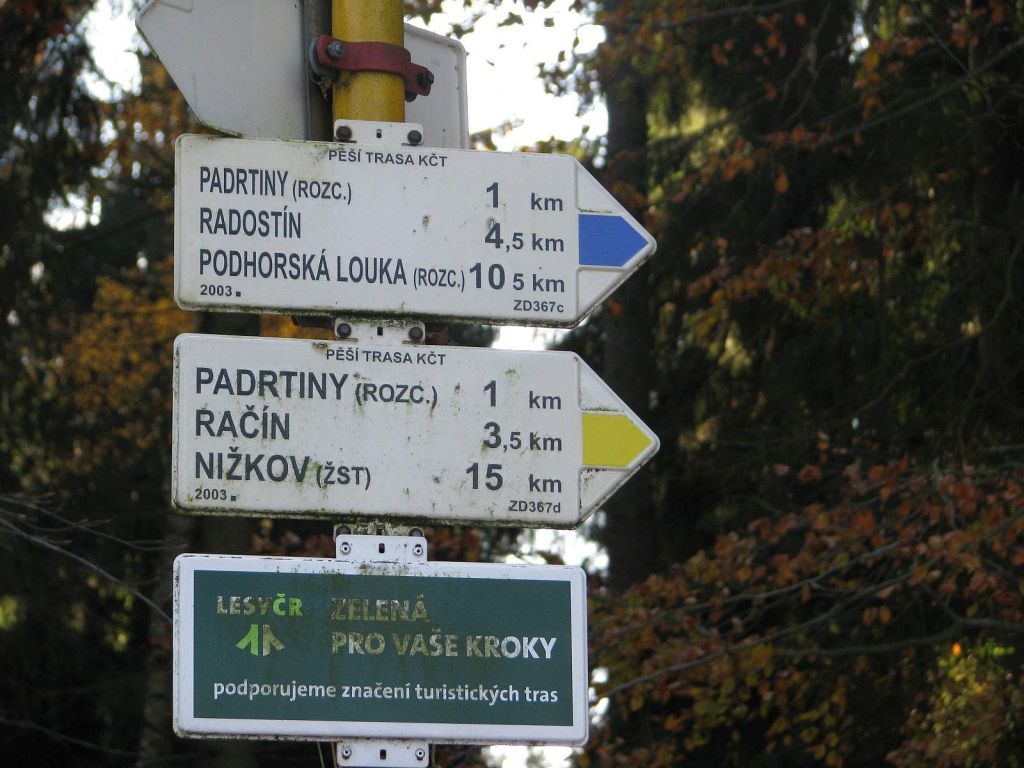 PĚŠÍ TRASA KČT
PADRTINY (ROZC.) 1 km
RADOSTÍN 4,5 km
PODHORSKÁ LOUKA (ROZC.) 10 5 km
2003 ZD367c
PĚŠÍ TRASA KČT
PADRTINY (ROZC.) 1 km
RAČÍN 3,5 km
NIŽKOV (ŽST) 15 km
2003 ZD367d
LESY ČR ZELENÁ
PRO VAŠE KROKY
podporujeme značení turistických tras